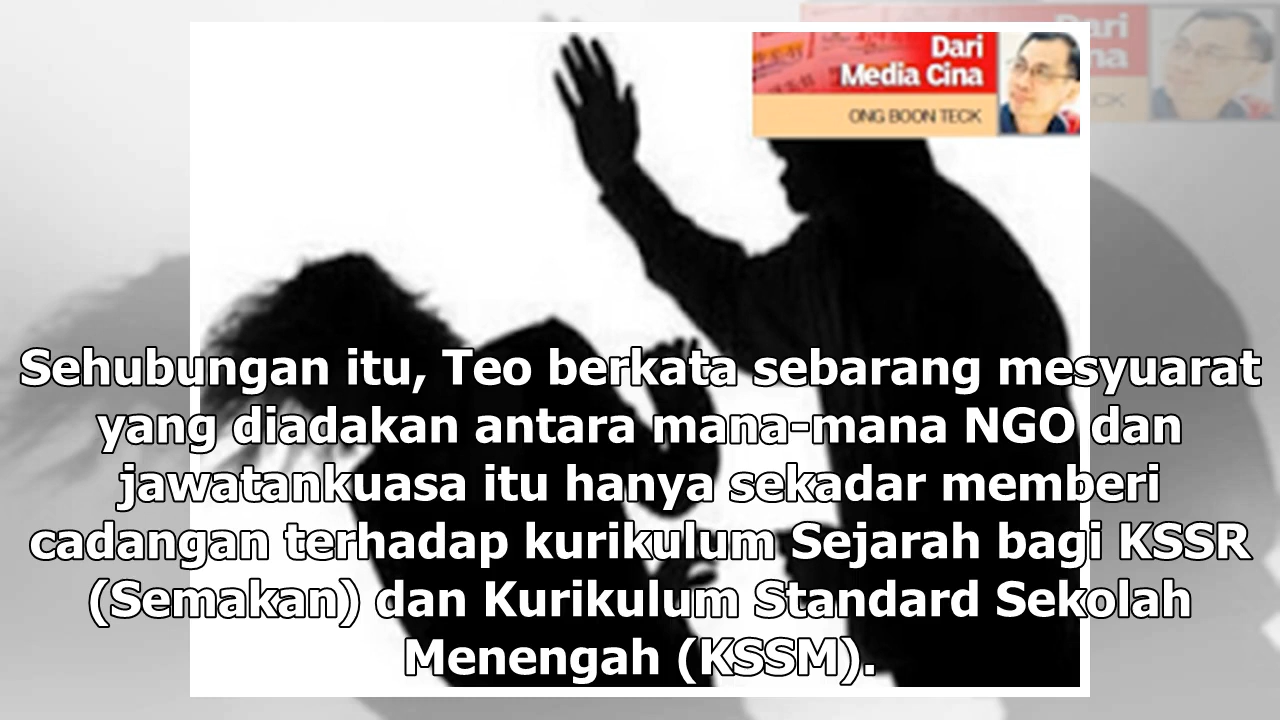 Dari
Media Cina
ONG BOON TECK
Sehubungan itu, Teo berkata sebarang mesyuarat
yang diadakan antara mana-mana NGO dan
jawatankuasa itu hanya sekadar memberi
cadangan terhadap kurikulum Sejarah bagi KSSR
(Semakan) dan Kurikulum Standard Sekolah
Menengah (KSSM).